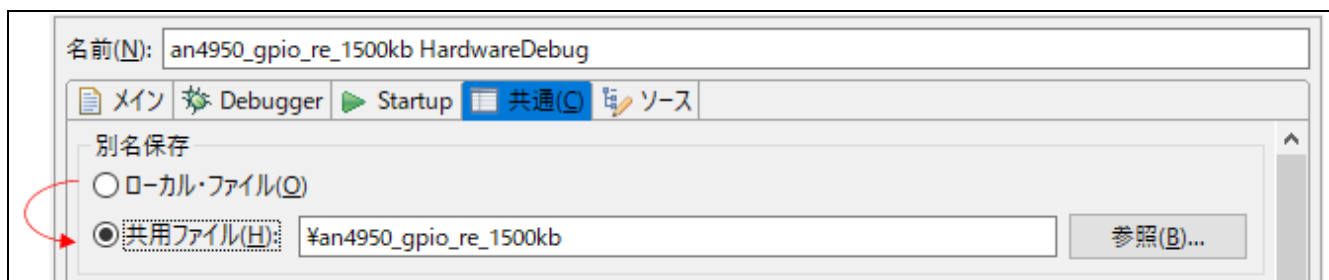 名前(N): an4950_gpio_re_1500kb HardwareDebug
メイン Debugger Startup 共通(C) ソース
別名保存
ローカル・ファイル(O)
共用ファイル(H): ¥an4950_gpio_re_1500kb 参照(B)...